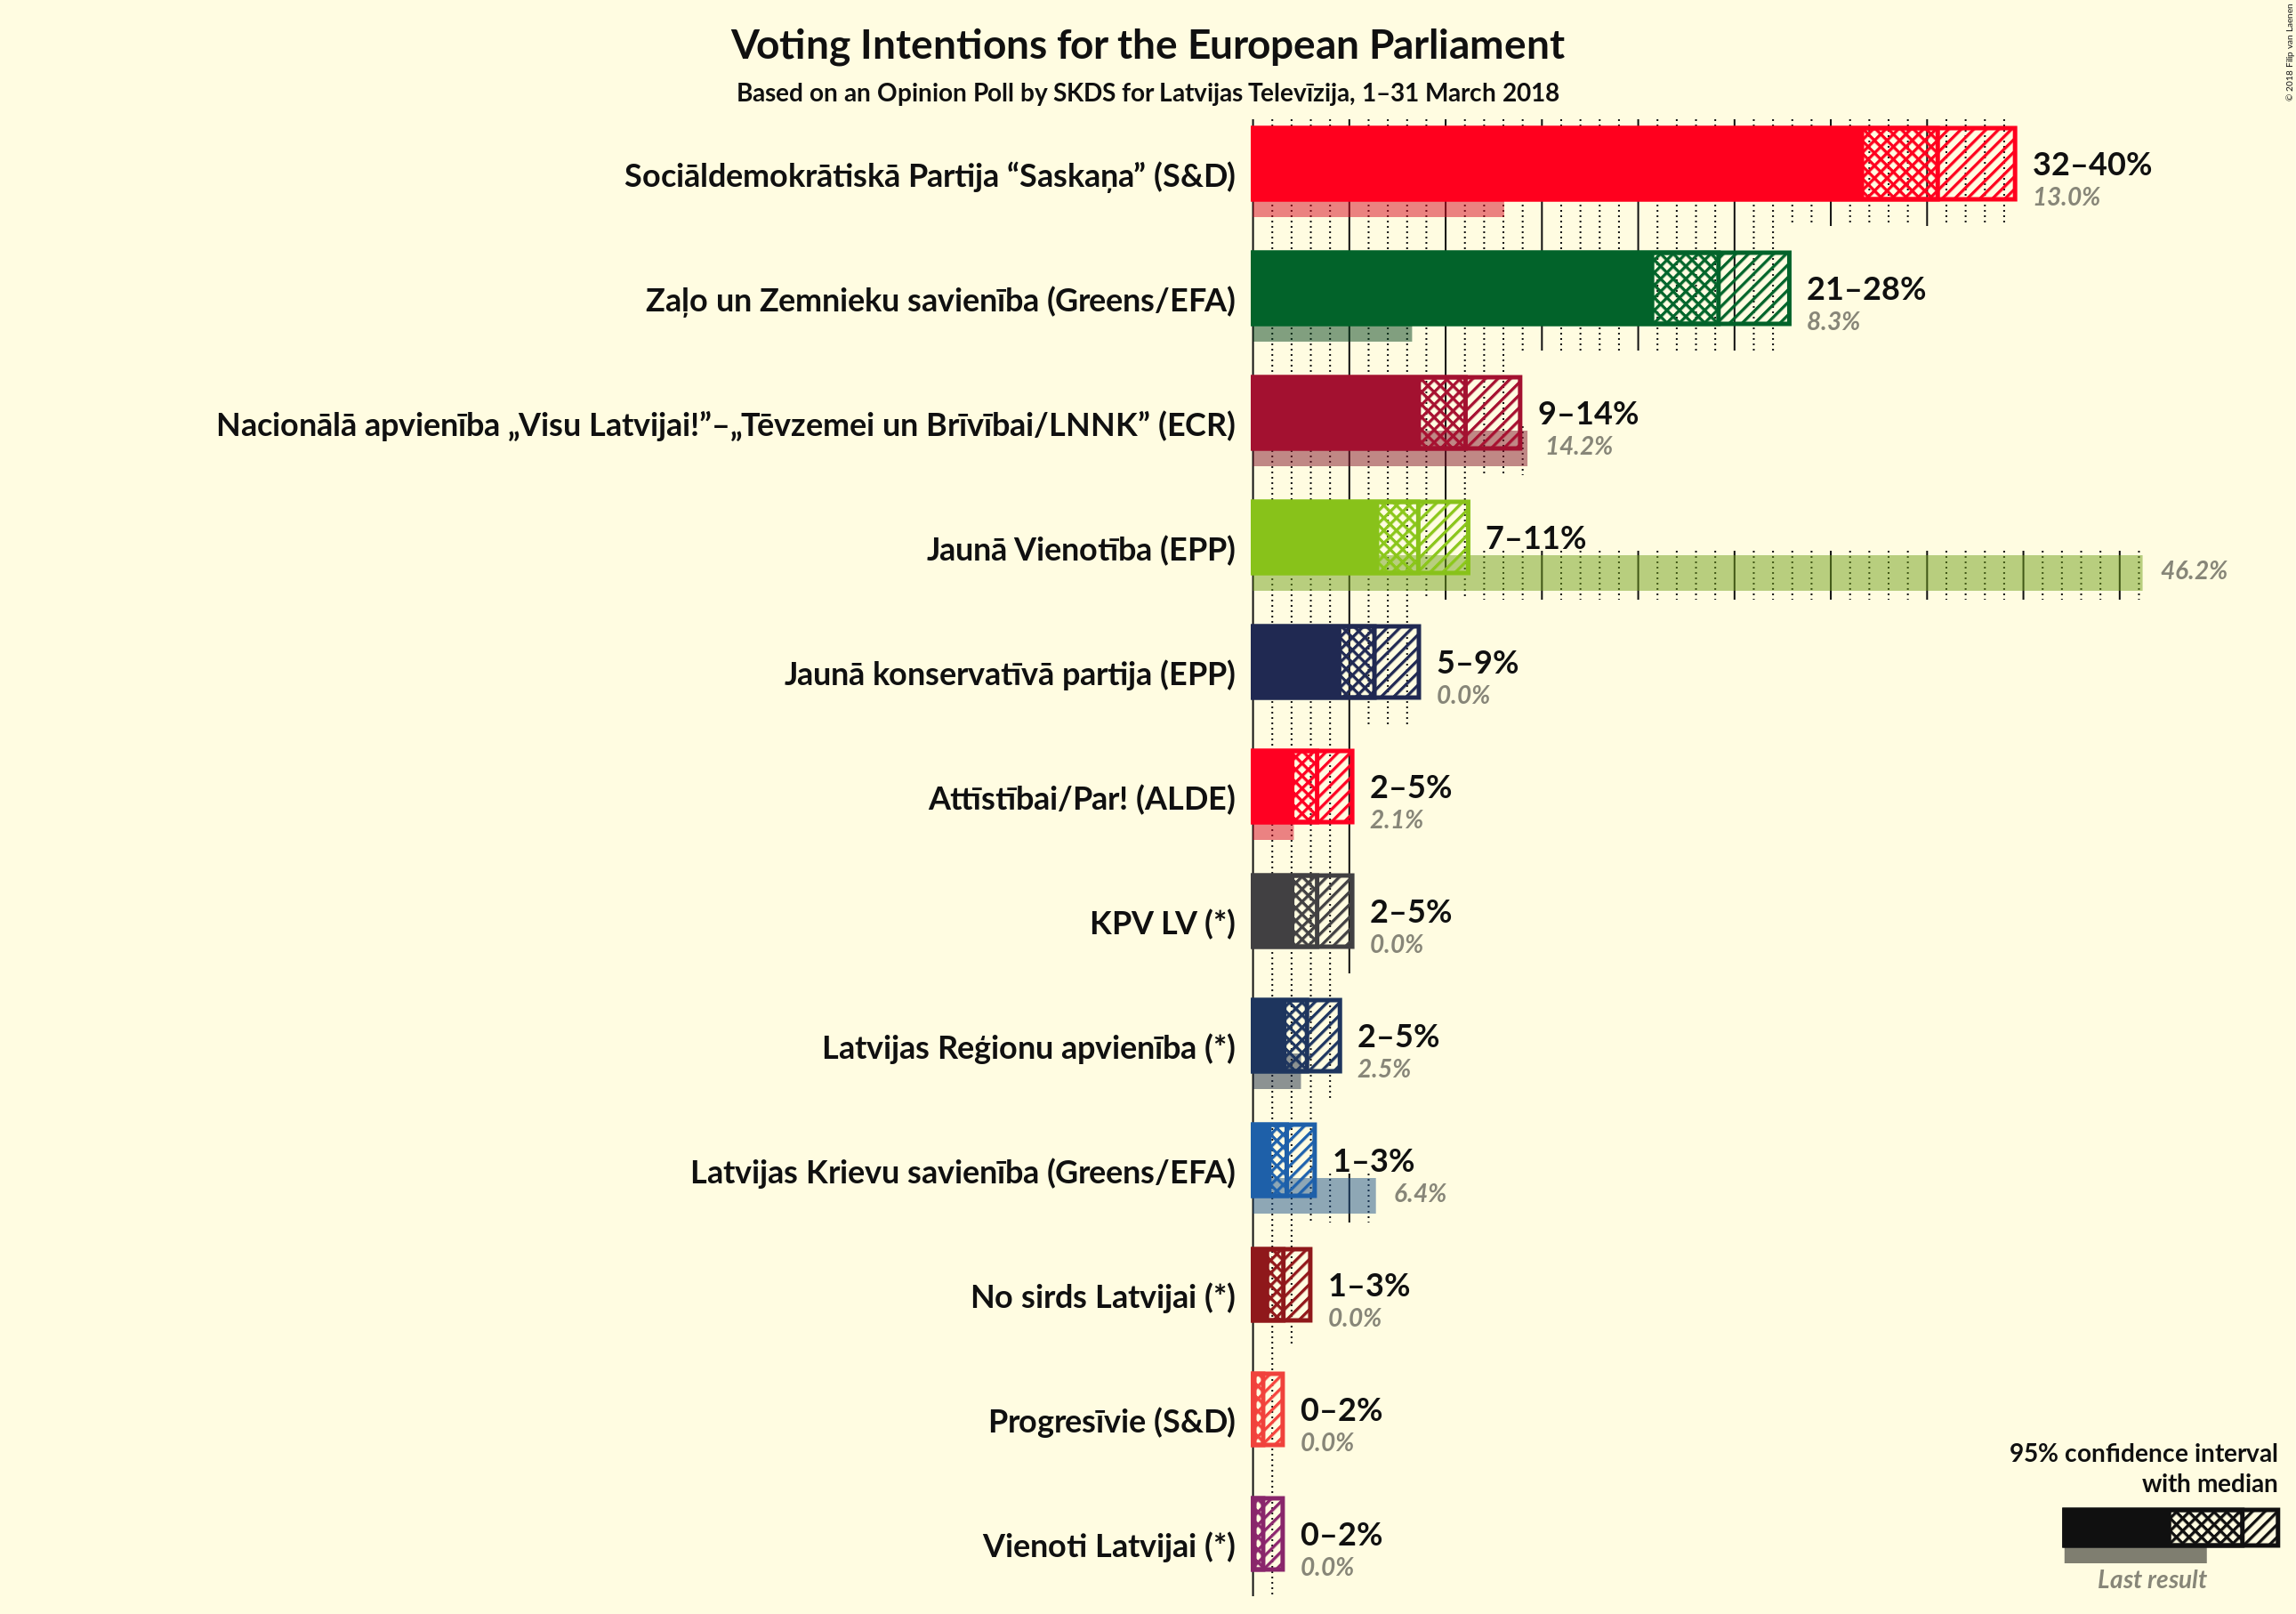 Voting Intentions for the European Parliament
Based on an Opinion Poll by SKDS for Latvijas Televīzija, 1–31 March 2018
© 2018 Filip van Laenen
Sociāldemokrātiskā Partija “Saskaņa” (S&D)
32–40%
13.0%
Zaļo un Zemnieku savienība (Greens/EFA)
21–28%
8.3%
Nacionālā apvienība „Visu Latvijai!”–„Tēvzemei un Brīvībai/LNNK” (ECR)
9–14%
14.2%
Jaunā Vienotība (EPP)
7–11%
46.2%
Jaunā konservatīvā partija (EPP)
5–9%
0.0%
Attīstībai/Par! (ALDE)
2–5%
2.1%
KPV LV (*)
2–5%
0.0%
Latvijas Reģionu apvienība (*)
2–5%
2.5%
Latvijas Krievu savienība (Greens/EFA)
1–3%
6.4%
No sirds Latvijai (*)
1–3%
0.0%
Progresīvie (S&D)
0–2%
0.0%
Vienoti Latvijai (*)
0–2%
0.0%
95% confidence interval
with median
Last result